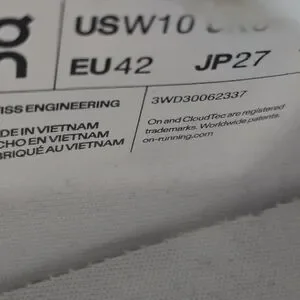 on
USW10
EU42 JP27
ISS ENGINEERING
3WD30062337
DE IN VIETNAM
CHO EN VIETNAM
BRIQUÉ AU VIETNAM
On and CloudTec are registered
trademarks. Worldwide patents.
on-running.com